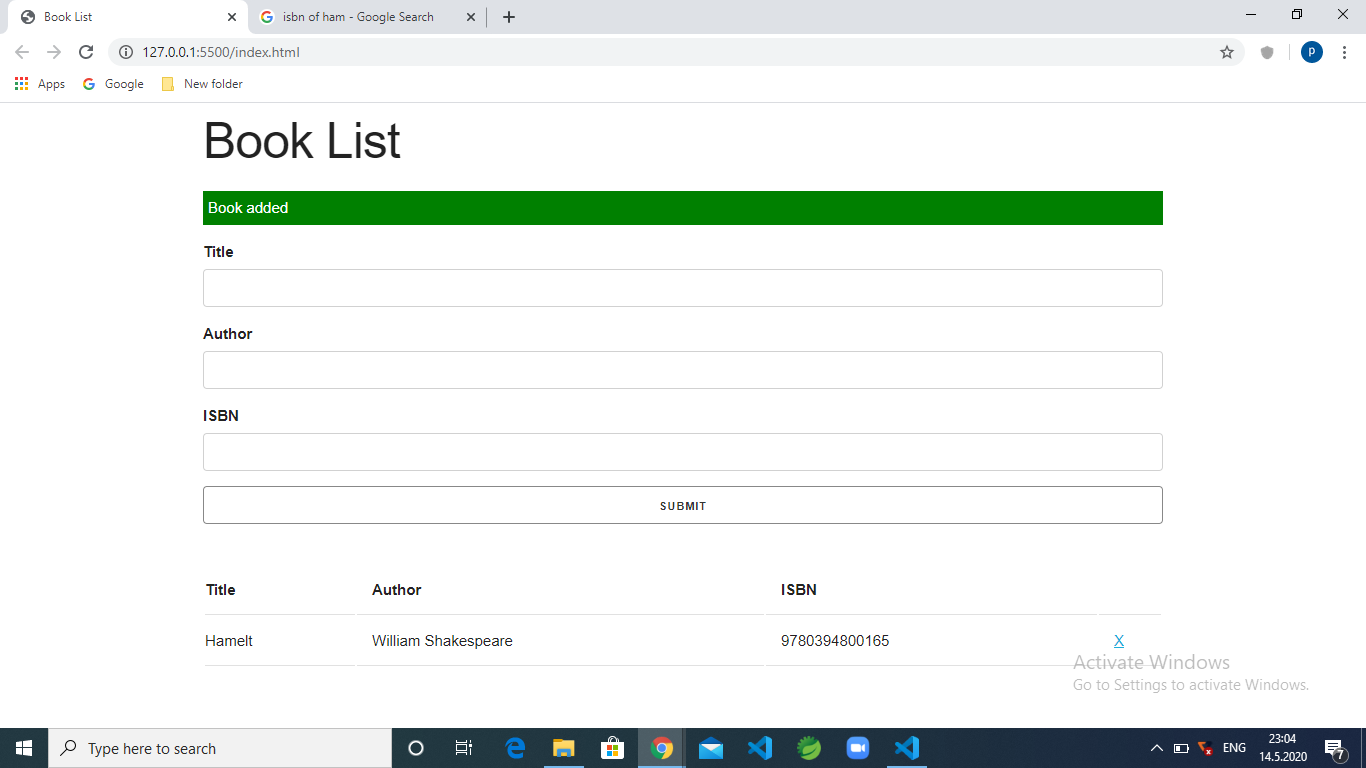 Book List
isbn of ham - Google Search
127.0.0.1:5500/index.html
P
Apps Google New folder
Book List
Book added
Title
Author
ISBN
SUBMIT
Title Author ISBN
Hamelt William Shakespeare 9780394800165 X
Activate Windows
Go to Settings to activate Windows.
Type here to search
ENG
23:04
14.5.2020
7